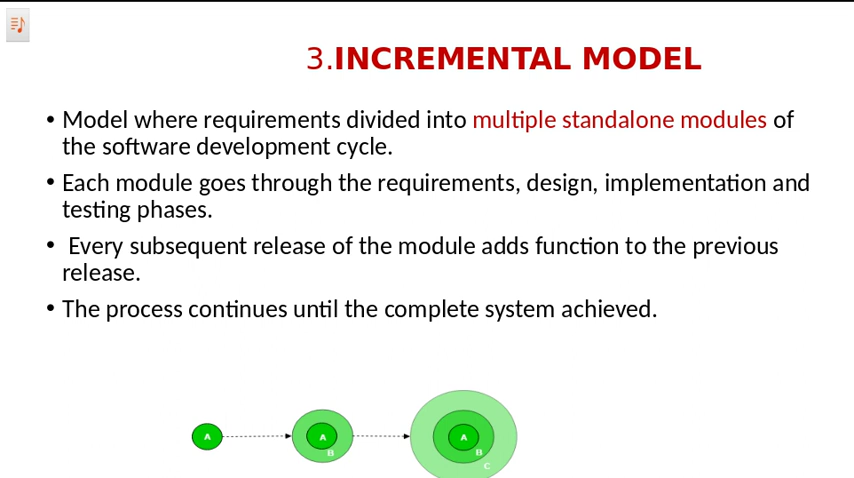 3.INCREMENTAL MODEL
• Model where requirements divided into multiple standalone modules of
the software development cycle.
• Each module goes through the requirements, design, implementation and
testing phases.
• Every subsequent release of the module adds function to the previous
release.
• The process continues until the complete system achieved.
A
A
B
A
B
C